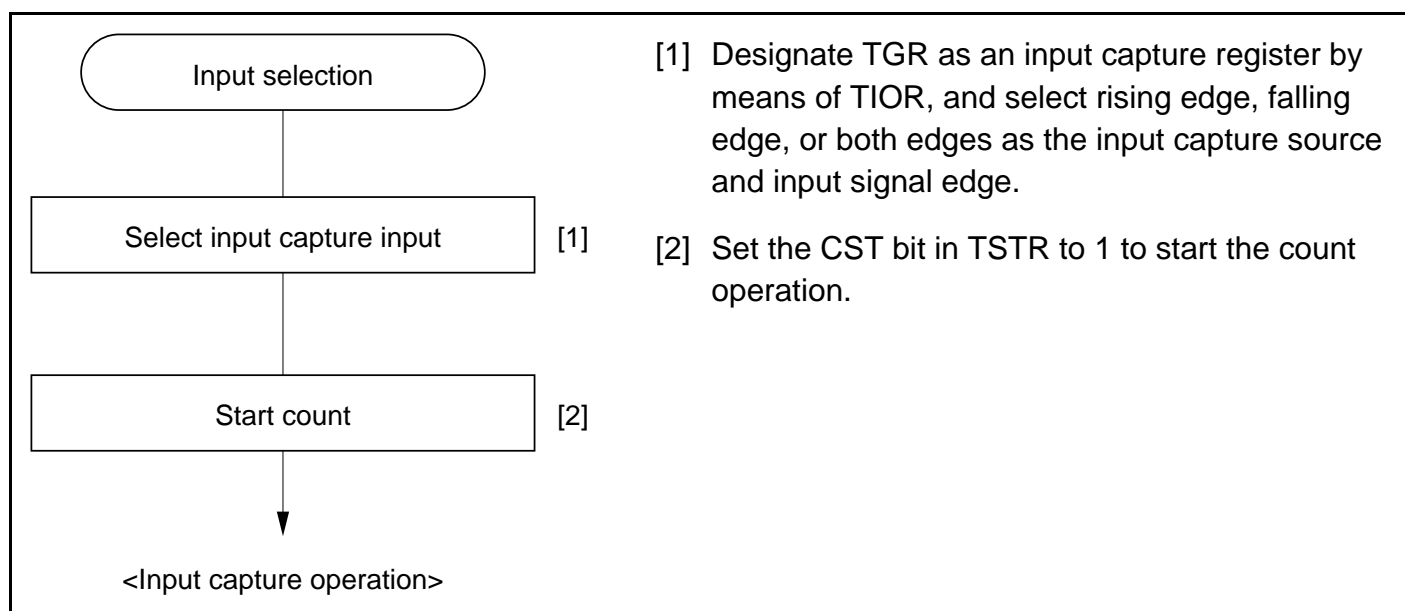 Input selection
Select input capture input
[1]
Start count
[2]
<Input capture operation>
[1] Designate TGR as an input capture register by
means of TIOR, and select rising edge, falling
edge, or both edges as the input capture source
and input signal edge.
[2] Set the CST bit in TSTR to 1 to start the count
operation.